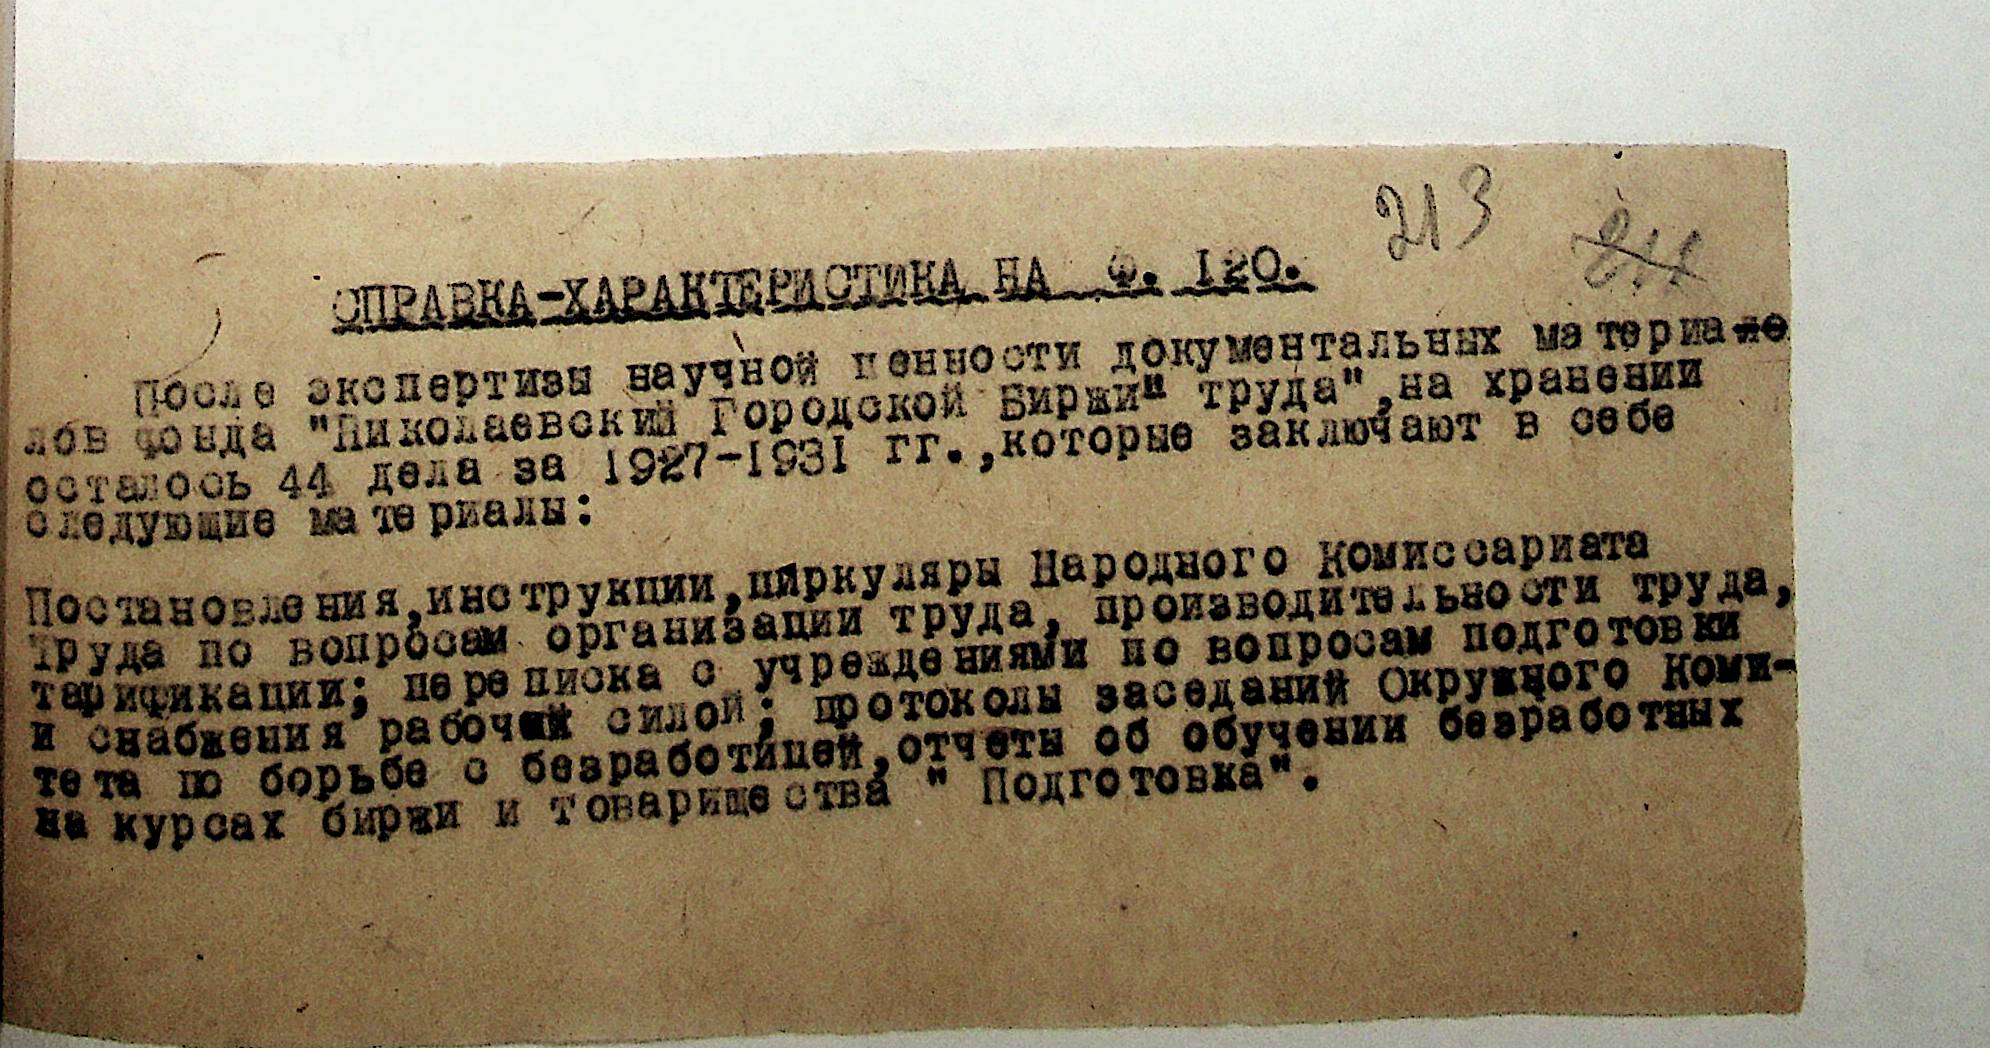 213
СПРАВКА-ХАРАКТЕРИСТИКА НА Ф. 120.
После экспертизы научной ценности документальных материале
лов фонда "Николаевский Городской Биржи" труда", на хранении
осталось 44 дела за 1927-1931 гг., которые заключают в себе
следующие материалы:
Постановления, инструкции, циркуляры Народного Комиссариата
Труда по вопросам организации труда, производительности труда,
тарификации; переписка с учреждениями по вопросам подготовки
и снабжения рабочей силой; протоколы заседаний Окружного Коми-
тета по борьбе с безработицей, отчеты об обучении безработных
на курсах биржи и товарищества " Подготовка".